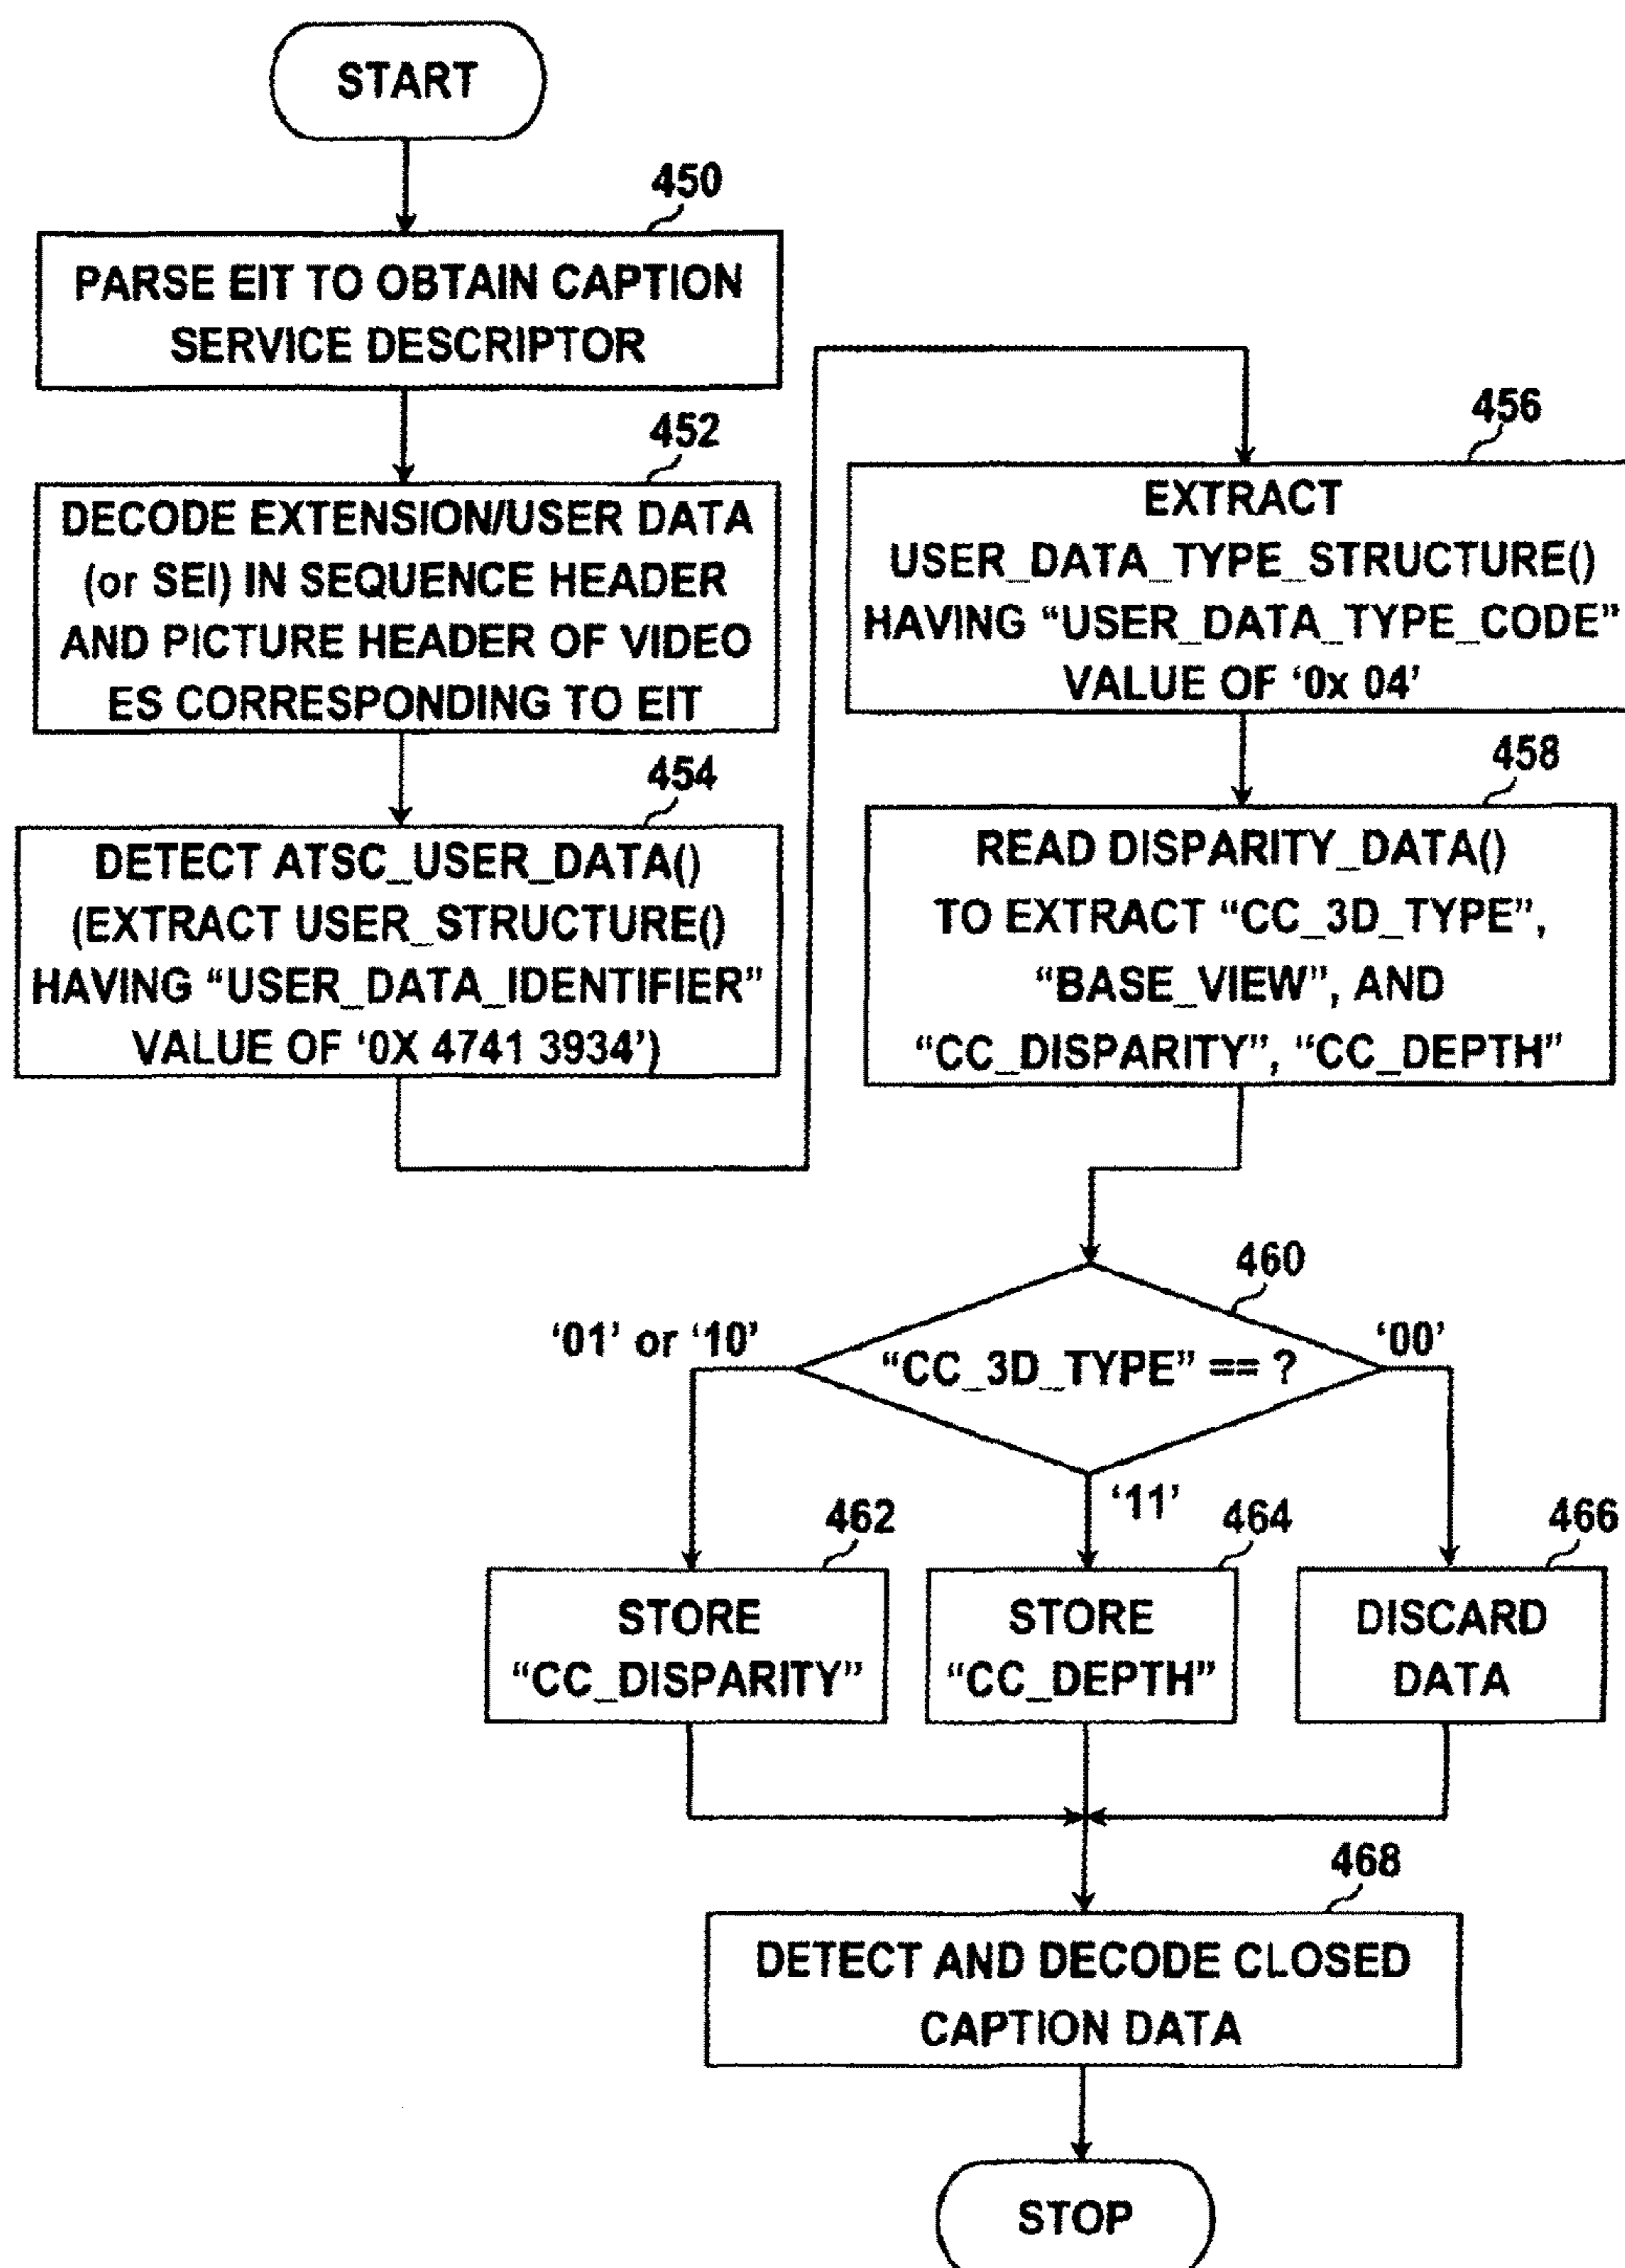 START
450
PARSE EIT TO OBTAIN CAPTION
SERVICE DESCRIPTOR
452
DECODE EXTENSION/USER DATA
(or SEI) IN SEQUENCE HEADER
AND PICTURE HEADER OF VIDEO
ES CORRESPONDING TO EIT
454
DETECT ATSC_USER_DATA()
(EXTRACT USER_STRUCTURE()
HAVING “USER_DATA_IDENTIFIER”
VALUE OF ‘0X 4741 3934’)
456
EXTRACT
USER_DATA_TYPE_STRUCTURE()
HAVING “USER_DATA_TYPE_CODE”
VALUE OF ‘0x 04’
458
READ DISPARITY_DATA()
TO EXTRACT “CC_3D_TYPE”,
“BASE_VIEW”, AND
“CC_DISPARITY”, “CC_DEPTH”
460
‘01’ or ‘10’
“CC_3D_TYPE” == ?
‘00’
‘11’
462
STORE
“CC_DISPARITY”
464
STORE
“CC_DEPTH”
466
DISCARD
DATA
468
DETECT AND DECODE CLOSED
CAPTION DATA
STOP